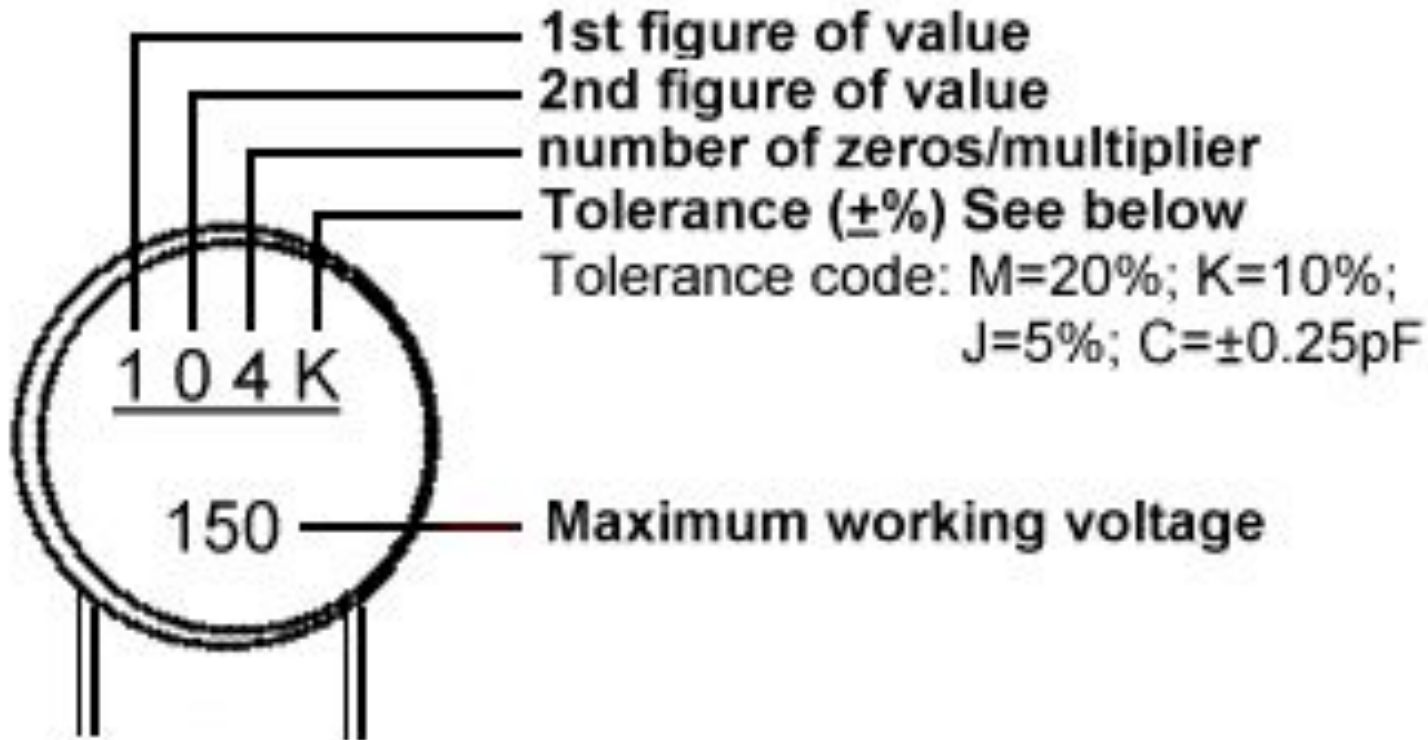 1st figure of value
2nd figure of value
number of zeros/multiplier
Tolerance (±%) See below
Tolerance code: M=20%; K=10%;
J=5%; C=±0.25pF
1 0 4 K
150
Maximum working voltage